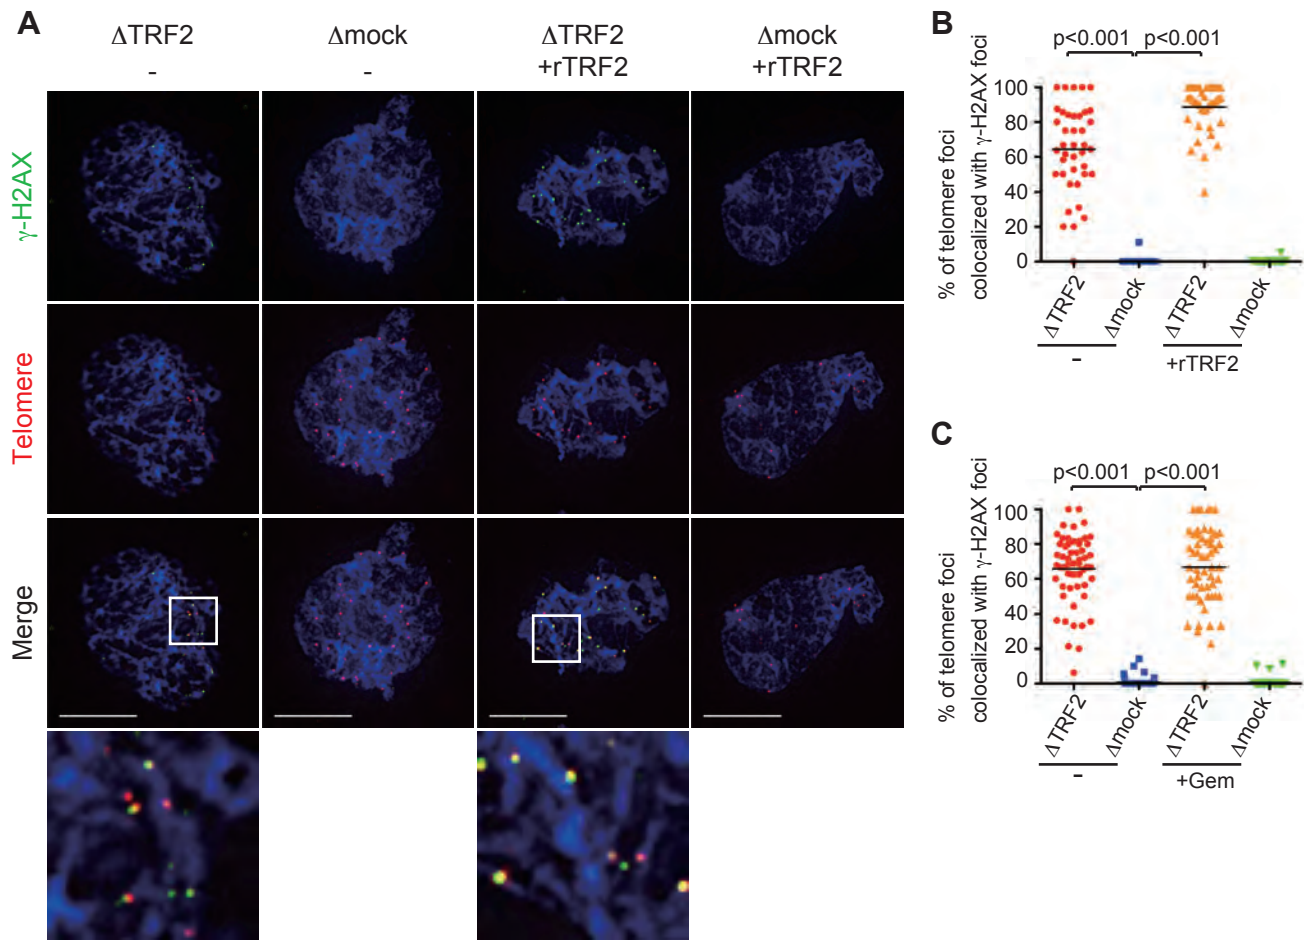 A
ΔTRF2
-
Δmock
-
ΔTRF2
+rTRF2
Δmock
+rTRF2
γ-H2AX
Telomere
Merge
B
p<0.001
p<0.001
% of telomere foci
colocalized with γ-H2AX foci
100
80
60
40
20
0
ΔTRF2
Δmock
ΔTRF2
Δmock
-
+rTRF2
C
p<0.001
p<0.001
% of telomere foci
colocalized with γ-H2AX foci
100
80
60
40
20
0
ΔTRF2
Δmock
ΔTRF2
Δmock
-
+Gem